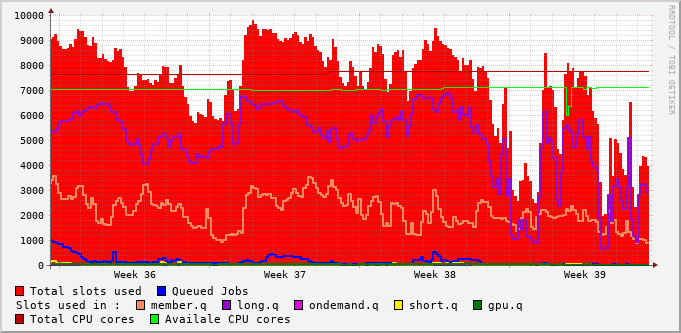 RRDTOOL / TOBI OETIKER
10000
9000
8000
7000
6000
5000
4000
3000
2000
1000
0
Week 36 Week 37 Week 38 Week 39
Total slots used Queued Jobs
Slots used in : member.q long.q ondemand.q short.q gpu.q
Total CPU cores Availale CPU cores